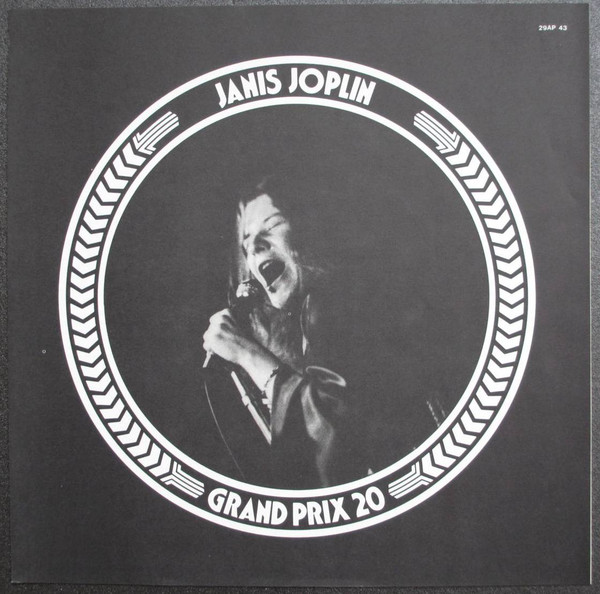 29AP 43
JANIS JOPLIN
GRAND PRIX 20